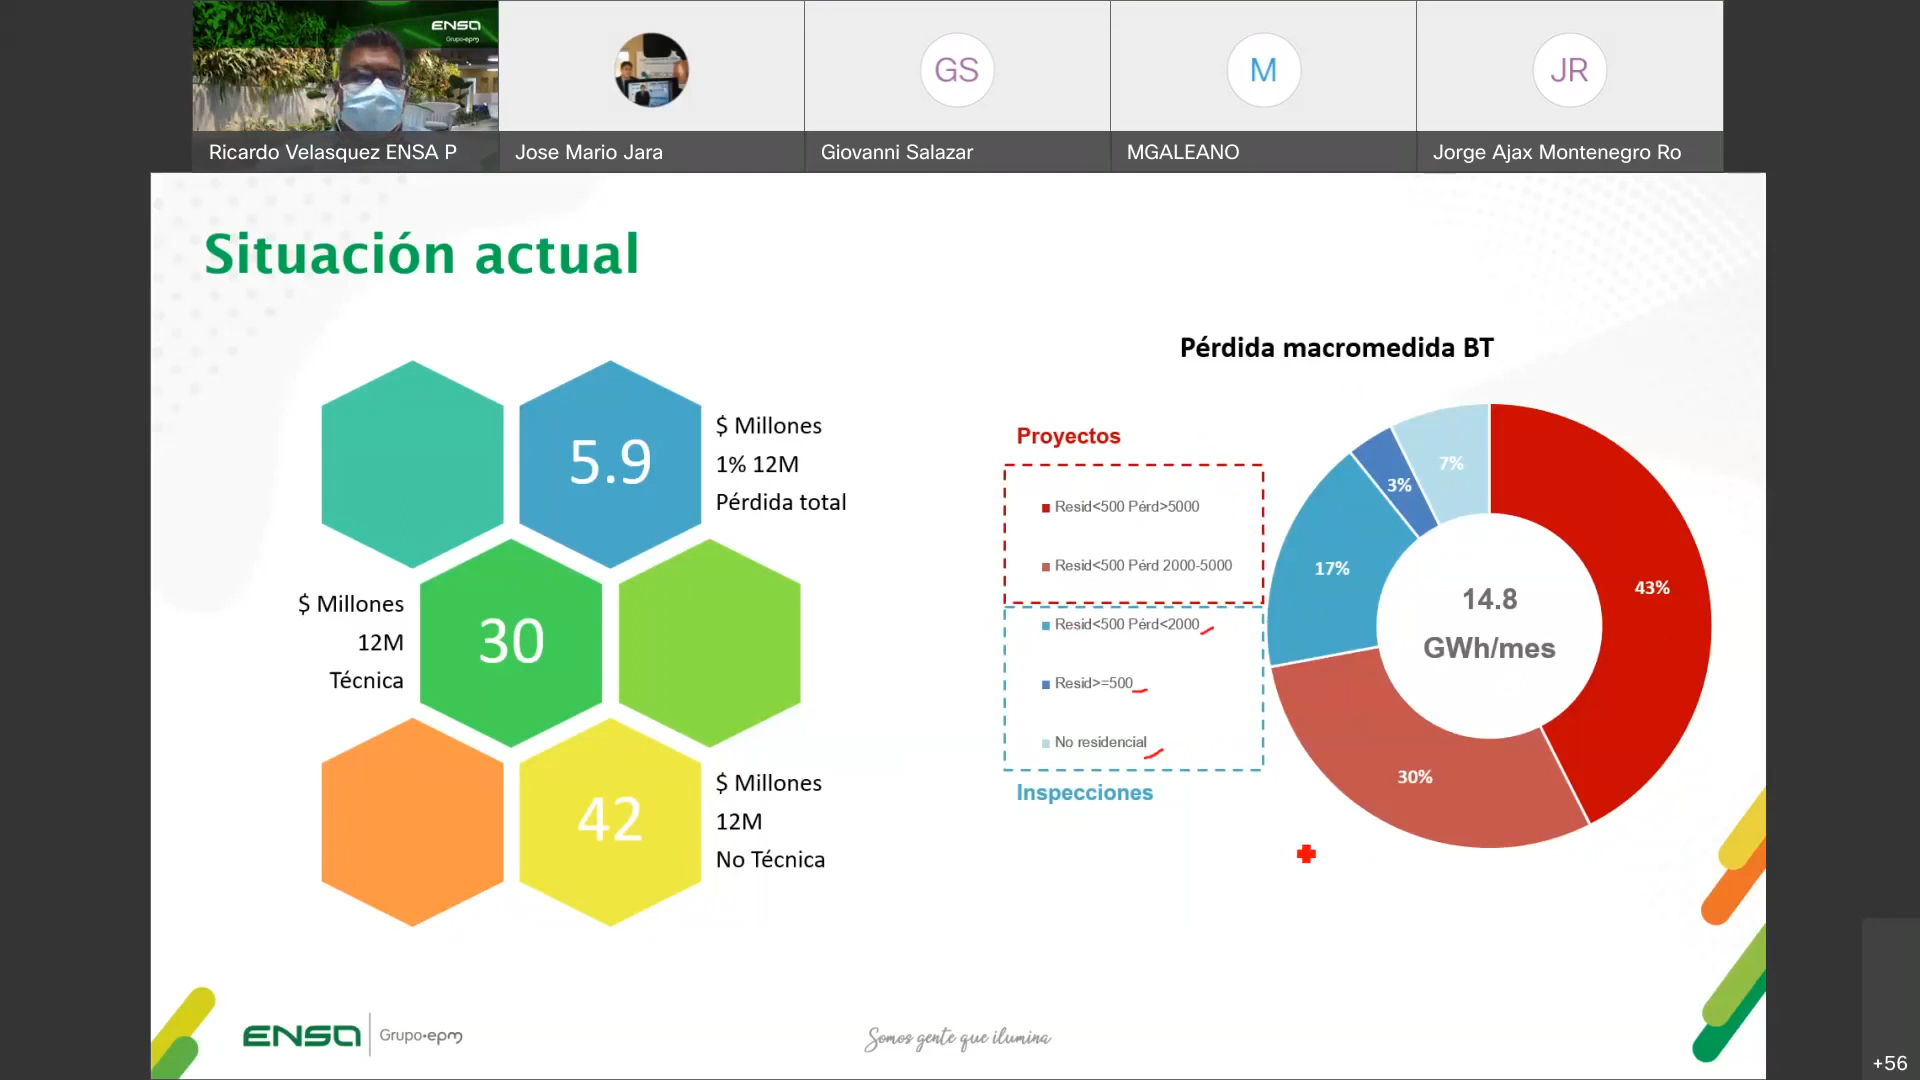 ENSA
Grupo•epm
GS
M
JR
Ricardo Velasquez ENSA P
Jose Mario Jara
Giovanni Salazar
MGALEANO
Jorge Ajax Montenegro Ro
Situación actual
5.9
$ Millones
1% 12M
Pérdida total
$ Millones
12M
Técnica
30
42
$ Millones
12M
No Técnica
Pérdida macromedida BT
Proyectos
Resid<500 Pérd>5000
Resid<500 Pérd 2000-5000
Resid<500 Pérd<2000
Resid>=500
No residencial
Inspecciones
7%
3%
17%
43%
30%
14.8
GWh/mes
ENSA
Grupo•epm
Somos gente que ilumina
+56